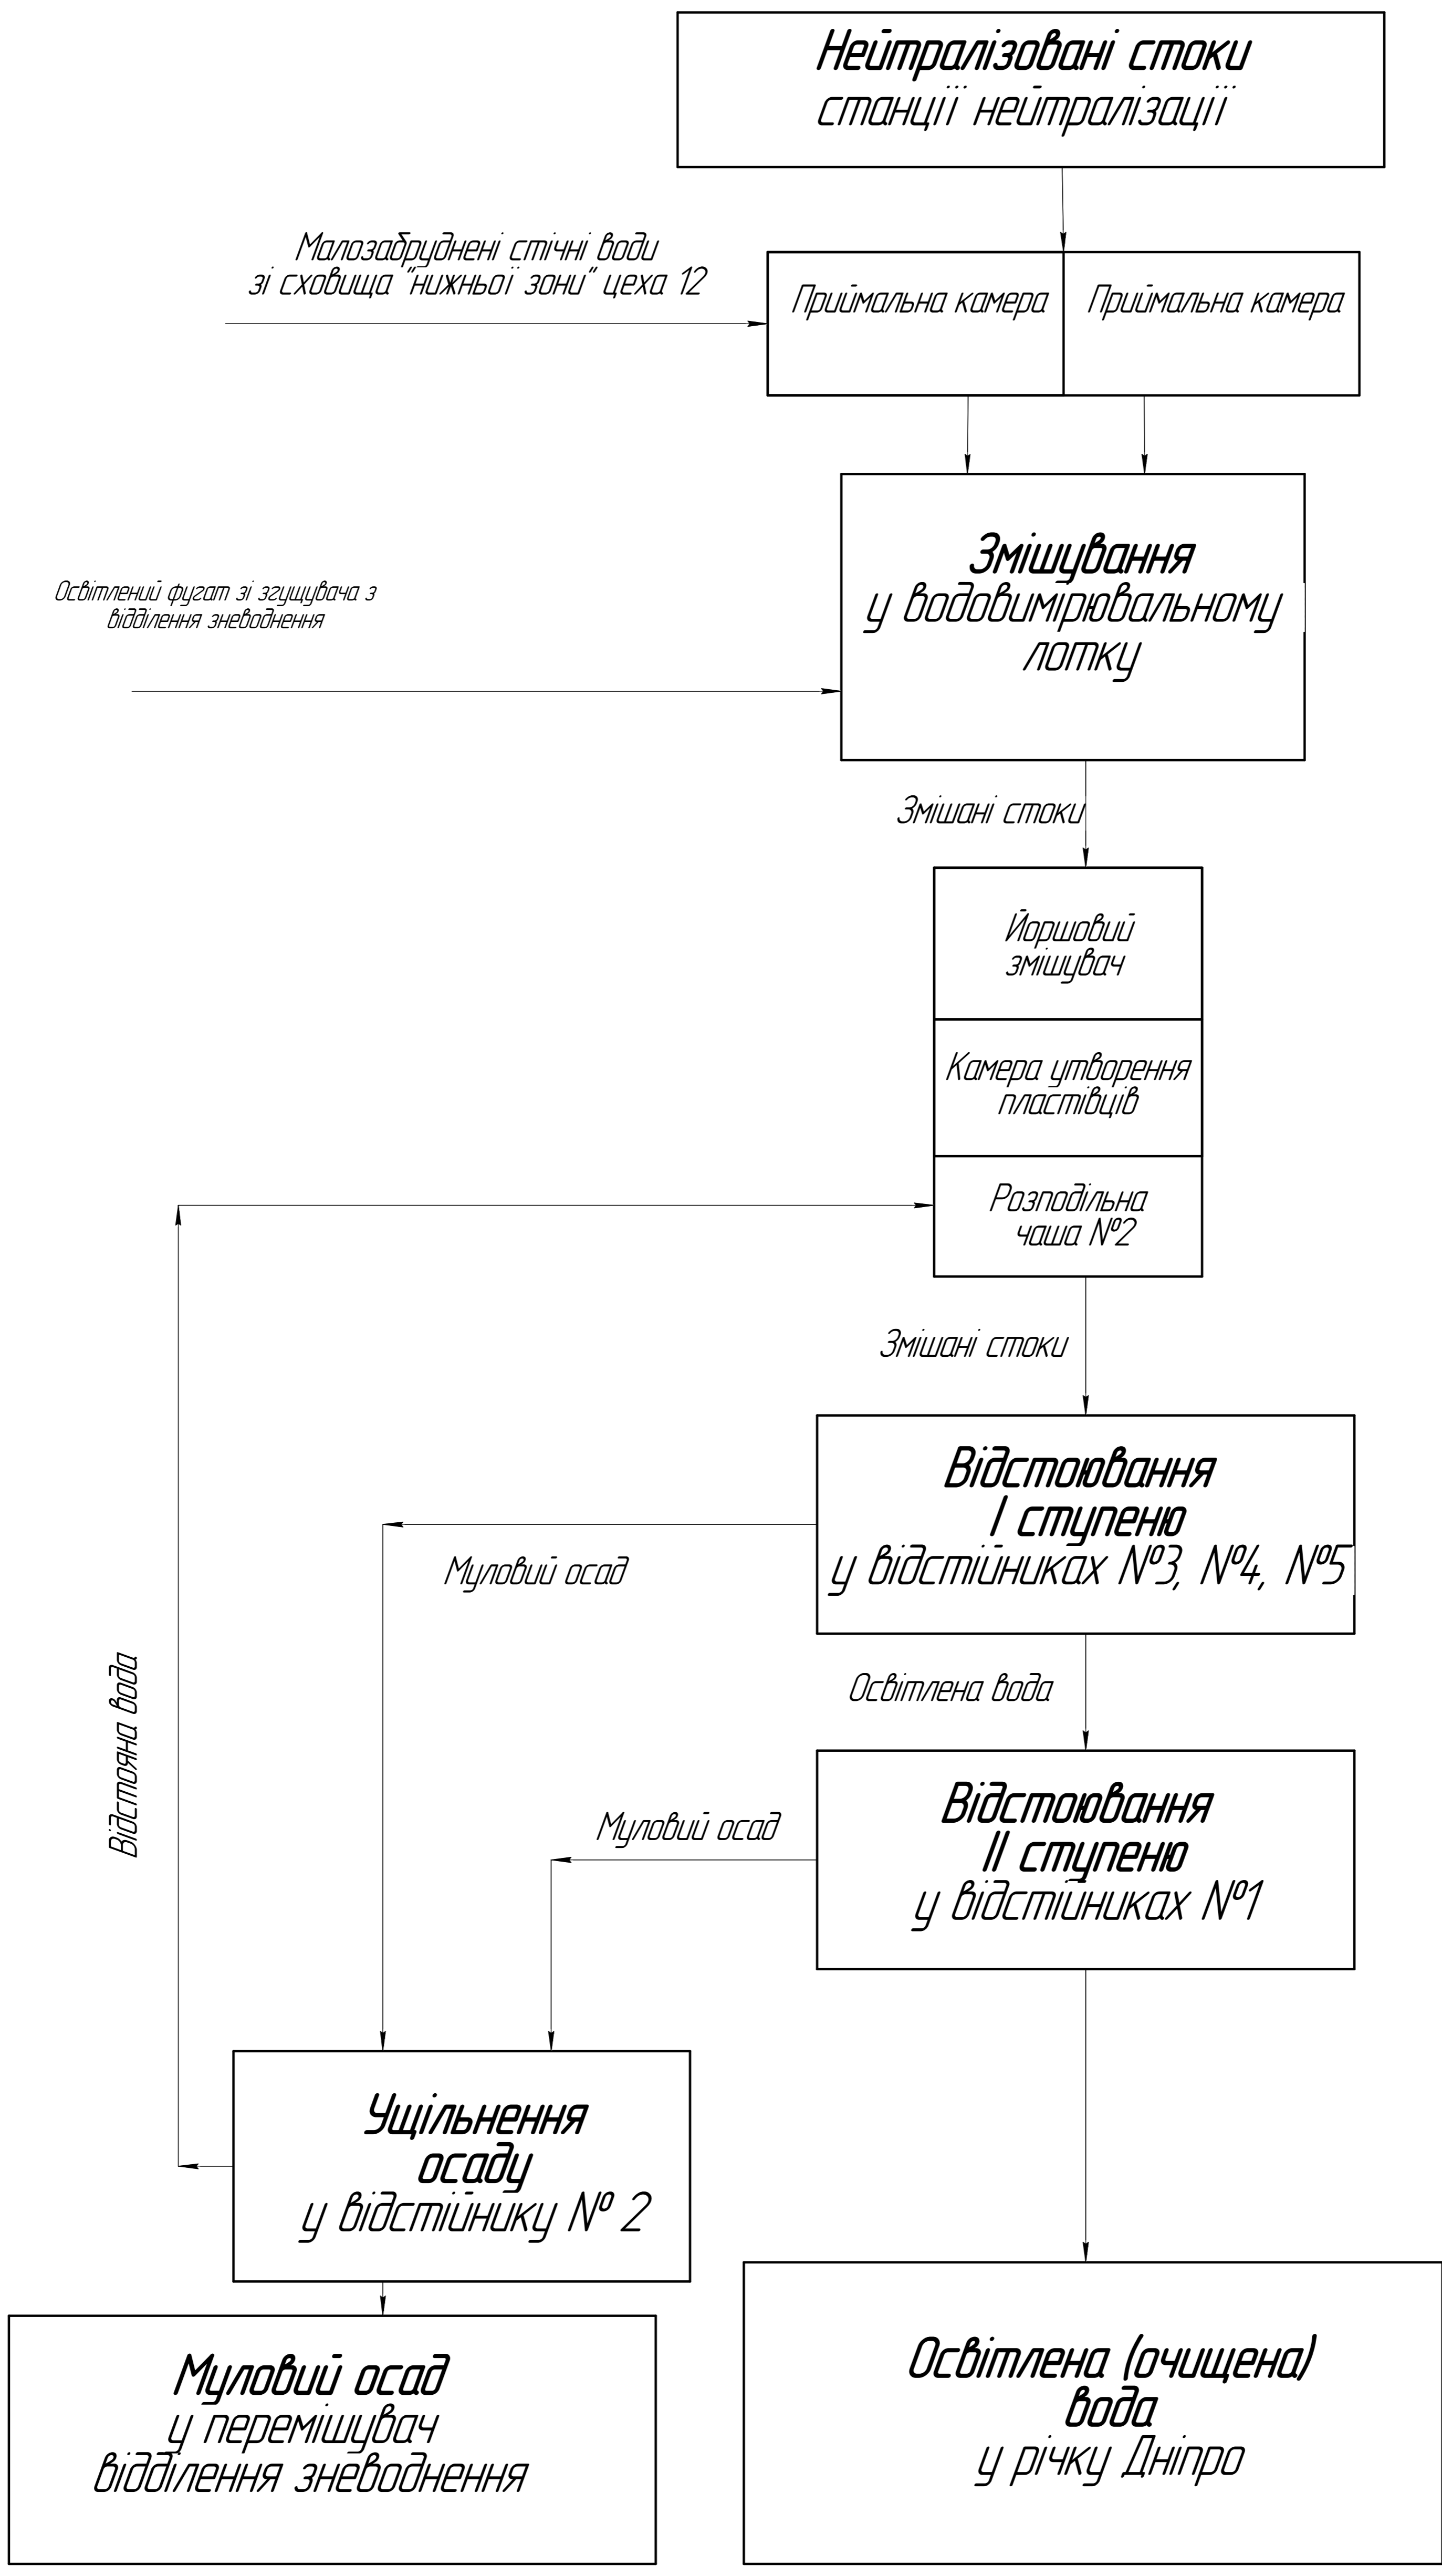 Нейтралізовані стоки
станції нейтралізації
Малозабруднені стічні води
зі сховища "нижньої зони" цеха 12
Приймальна камера
Приймальна камера
Змішування
у водовимірювальному
лотку
Освітлений фугат зі згущувача з
відділення зневоднення
Змішані стоки
Йоршовий
змішувач
Камера утворення
пластівців
Розподільна
чаша №2
Змішані стоки
Відстоювання
I ступеню
у відстійниках №3, №4, №5
Муловий осад
Освітлена вода
Відстояна вода
Відстоювання
II ступеню
у відстійниках №1
Муловий осад
Ущільнення
осаду
у відстійнику № 2
Муловий осад
у перемішувач
відділення зневоднення
Освітлена (очищена)
вода
у річку Дніпро